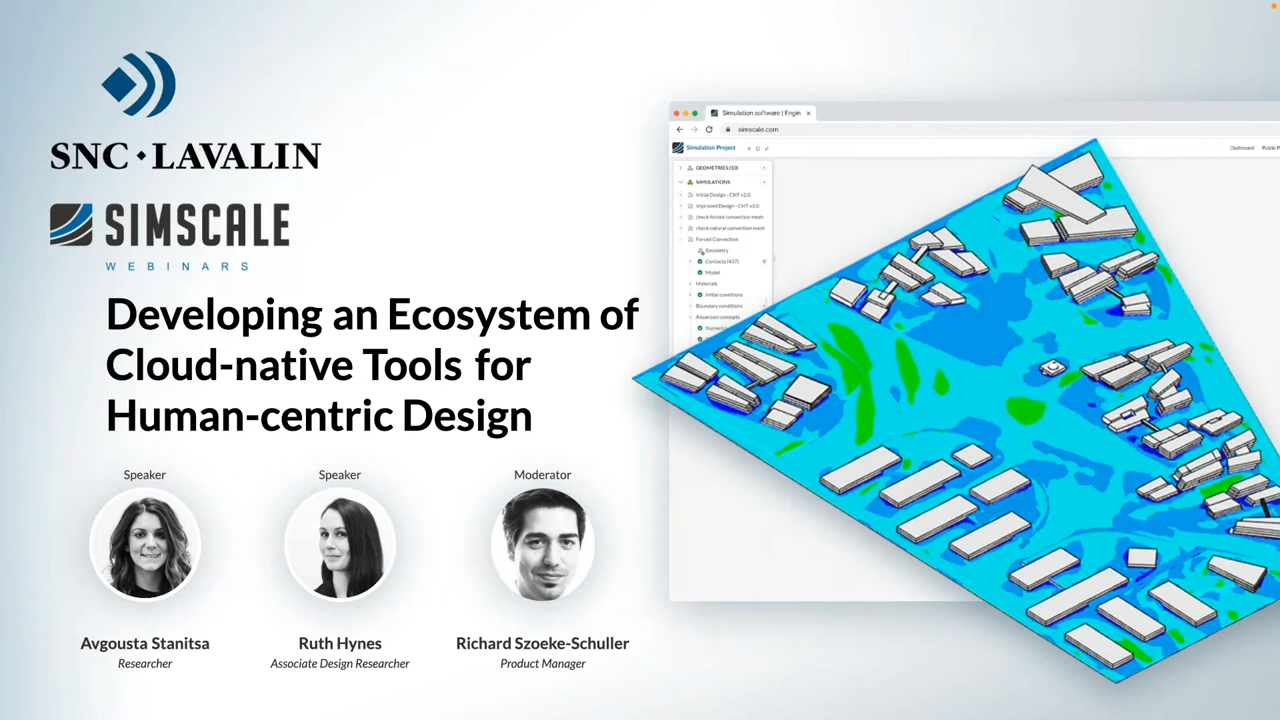 SNC·LAVALIN
SIMSCALE
WEBINARS
Developing an Ecosystem of
Cloud-native Tools for
Human-centric Design
Speaker
Speaker
Moderator
Avgousta Stanitsa
Ruth Hynes
Richard Szoeke-Schuller
Researcher
Associate Design Researcher
Product Manager
Simulation software | Engin
simscale.com
Simulation Project
Dashboard
GEOMETRIES (10)
SIMULATIONS
Initial Design - CHT v2.0
Improved Design - CHT v2.0
check forced convection mesh
check natural convection mesh
Forced Convection
Geometry
Contacts (457)
Model
Materials
Initial conditions
Boundary conditions
Advanced concepts